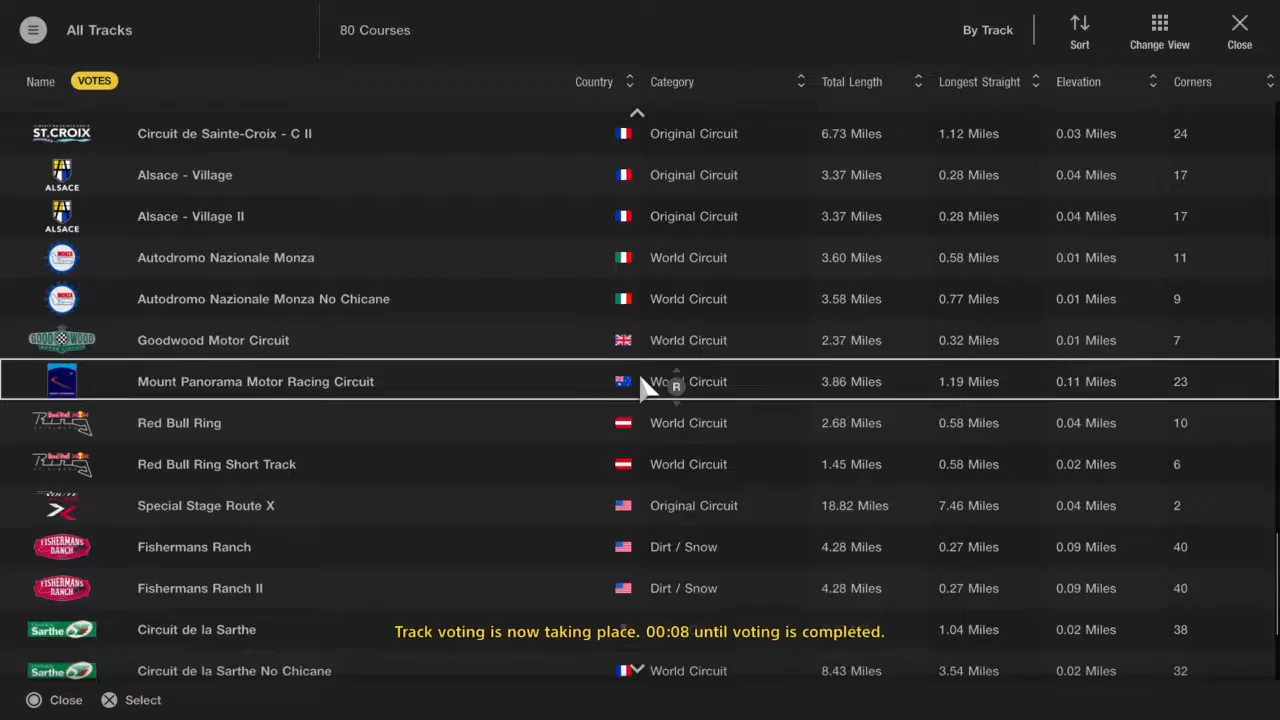 All Tracks 80 Courses By Track Sort Change View Close
Name VOTES Country Category Total Length Longest Straight Elevation Corners
ST.CROIX Circuit de Sainte-Croix - C II Original Circuit 6.73 Miles 1.12 Miles 0.03 Miles 24
ALSACE Alsace - Village Original Circuit 3.37 Miles 0.28 Miles 0.04 Miles 17
ALSACE Alsace - Village II Original Circuit 3.37 Miles 0.28 Miles 0.04 Miles 17
MONZA Autodromo Nazionale Monza World Circuit 3.60 Miles 0.58 Miles 0.01 Miles 11
MONZA Autodromo Nazionale Monza No Chicane World Circuit 3.58 Miles 0.77 Miles 0.01 Miles 9
GOODWOOD Goodwood Motor Circuit World Circuit 2.37 Miles 0.32 Miles 0.01 Miles 7
Mount Panorama Motor Racing Circuit R Circuit 3.86 Miles 1.19 Miles 0.11 Miles 23
Red Bull Ring Red Bull Ring World Circuit 2.68 Miles 0.58 Miles 0.04 Miles 10
Red Bull Ring Red Bull Ring Short Track World Circuit 1.45 Miles 0.58 Miles 0.02 Miles 6
ROUTE X Special Stage Route X Original Circuit 18.82 Miles 7.46 Miles 0.04 Miles 2
FISHERMANS RANCH Fishermans Ranch Dirt / Snow 4.28 Miles 0.27 Miles 0.09 Miles 40
FISHERMANS RANCH Fishermans Ranch II Dirt / Snow 4.28 Miles 0.27 Miles 0.09 Miles 40
Sarthe Circuit de la Sarthe 1.04 Miles 0.02 Miles 38
Track voting is now taking place. 00:08 until voting is completed.
Sarthe Circuit de la Sarthe No Chicane World Circuit 8.43 Miles 3.54 Miles 0.02 Miles 32
Close Select